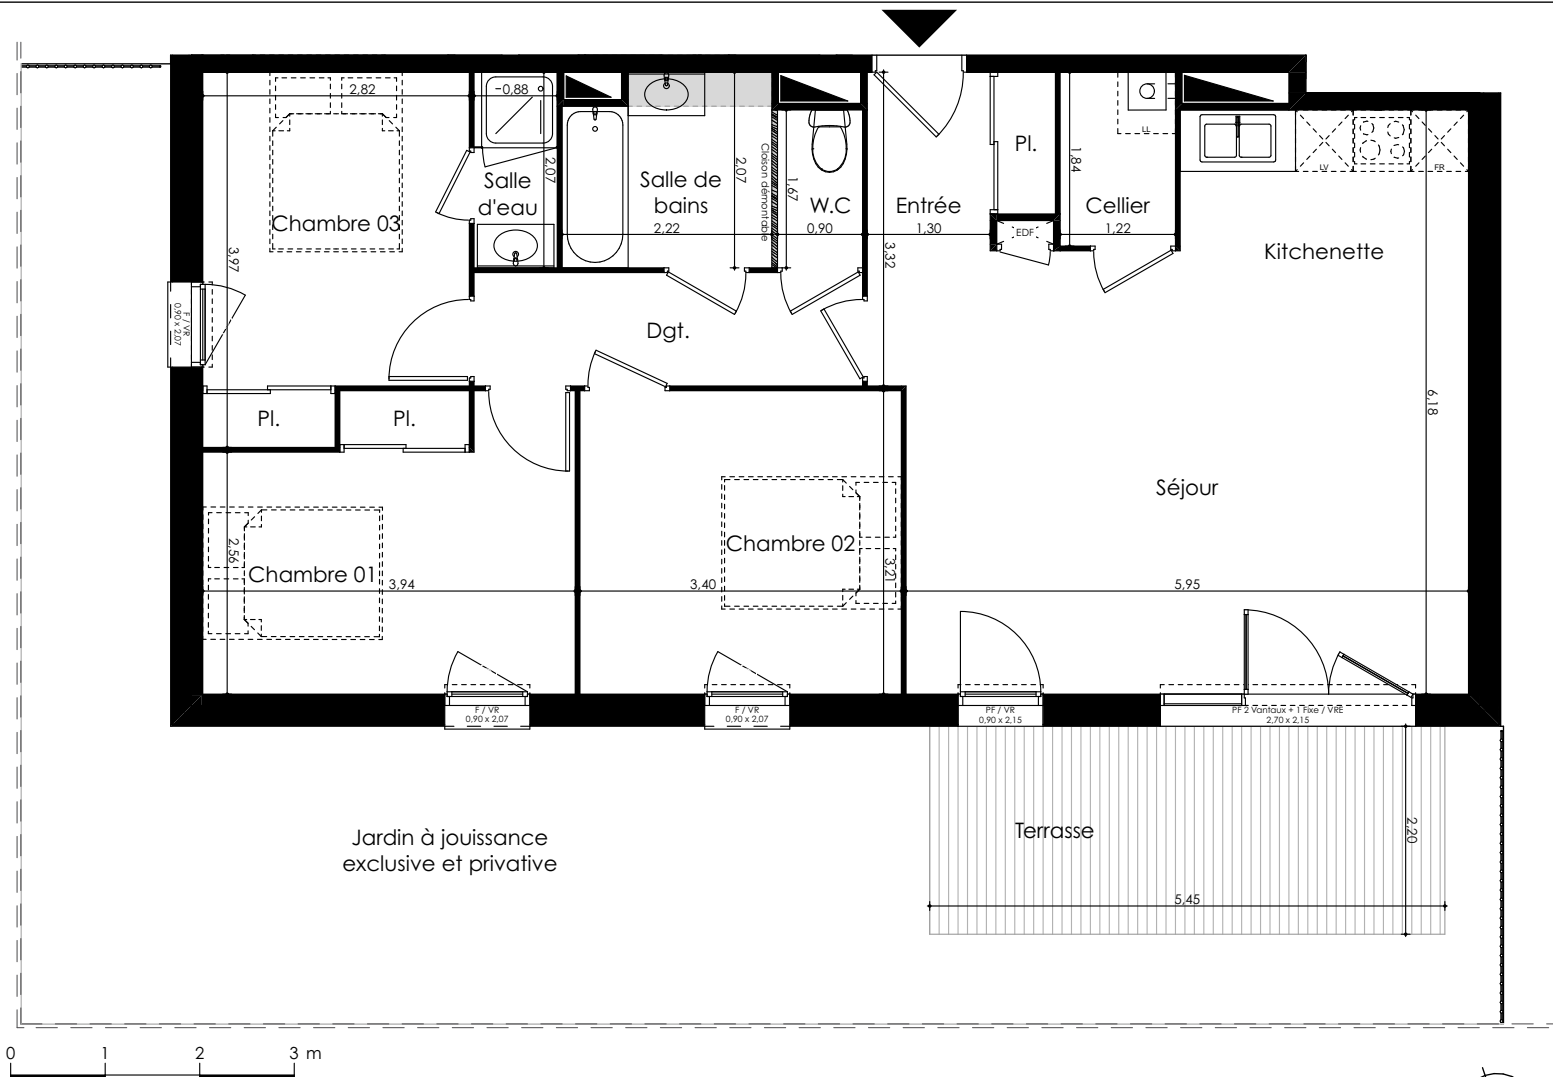 2,82
0,88
LL
Pl.
1,84
LV
FR
2,07
2,07
Cloison démontable
1,67
Salle
d'eau
Salle de
bains
2,22
W.C
0,90
Entrée
1,30
EDF
Cellier
1,22
Chambre 03
3,97
3,32
Kitchenette
F / VR
0,90 x 2,07
Dgt.
6,18
Pl.
Pl.
Séjour
2,56
Chambre 01
3,94
Chambre 02
3,21
3,40
5,95
F / VR
0,90 x 2,07
F / VR
0,90 x 2,07
PF / VR
0,90 x 2,15
PF 2 Vantaux + 1 Fixe / VRE
2,70 x 2,15
Terrasse
2,20
5,45
Jardin à jouissance
exclusive et privative
0 1 2 3 m